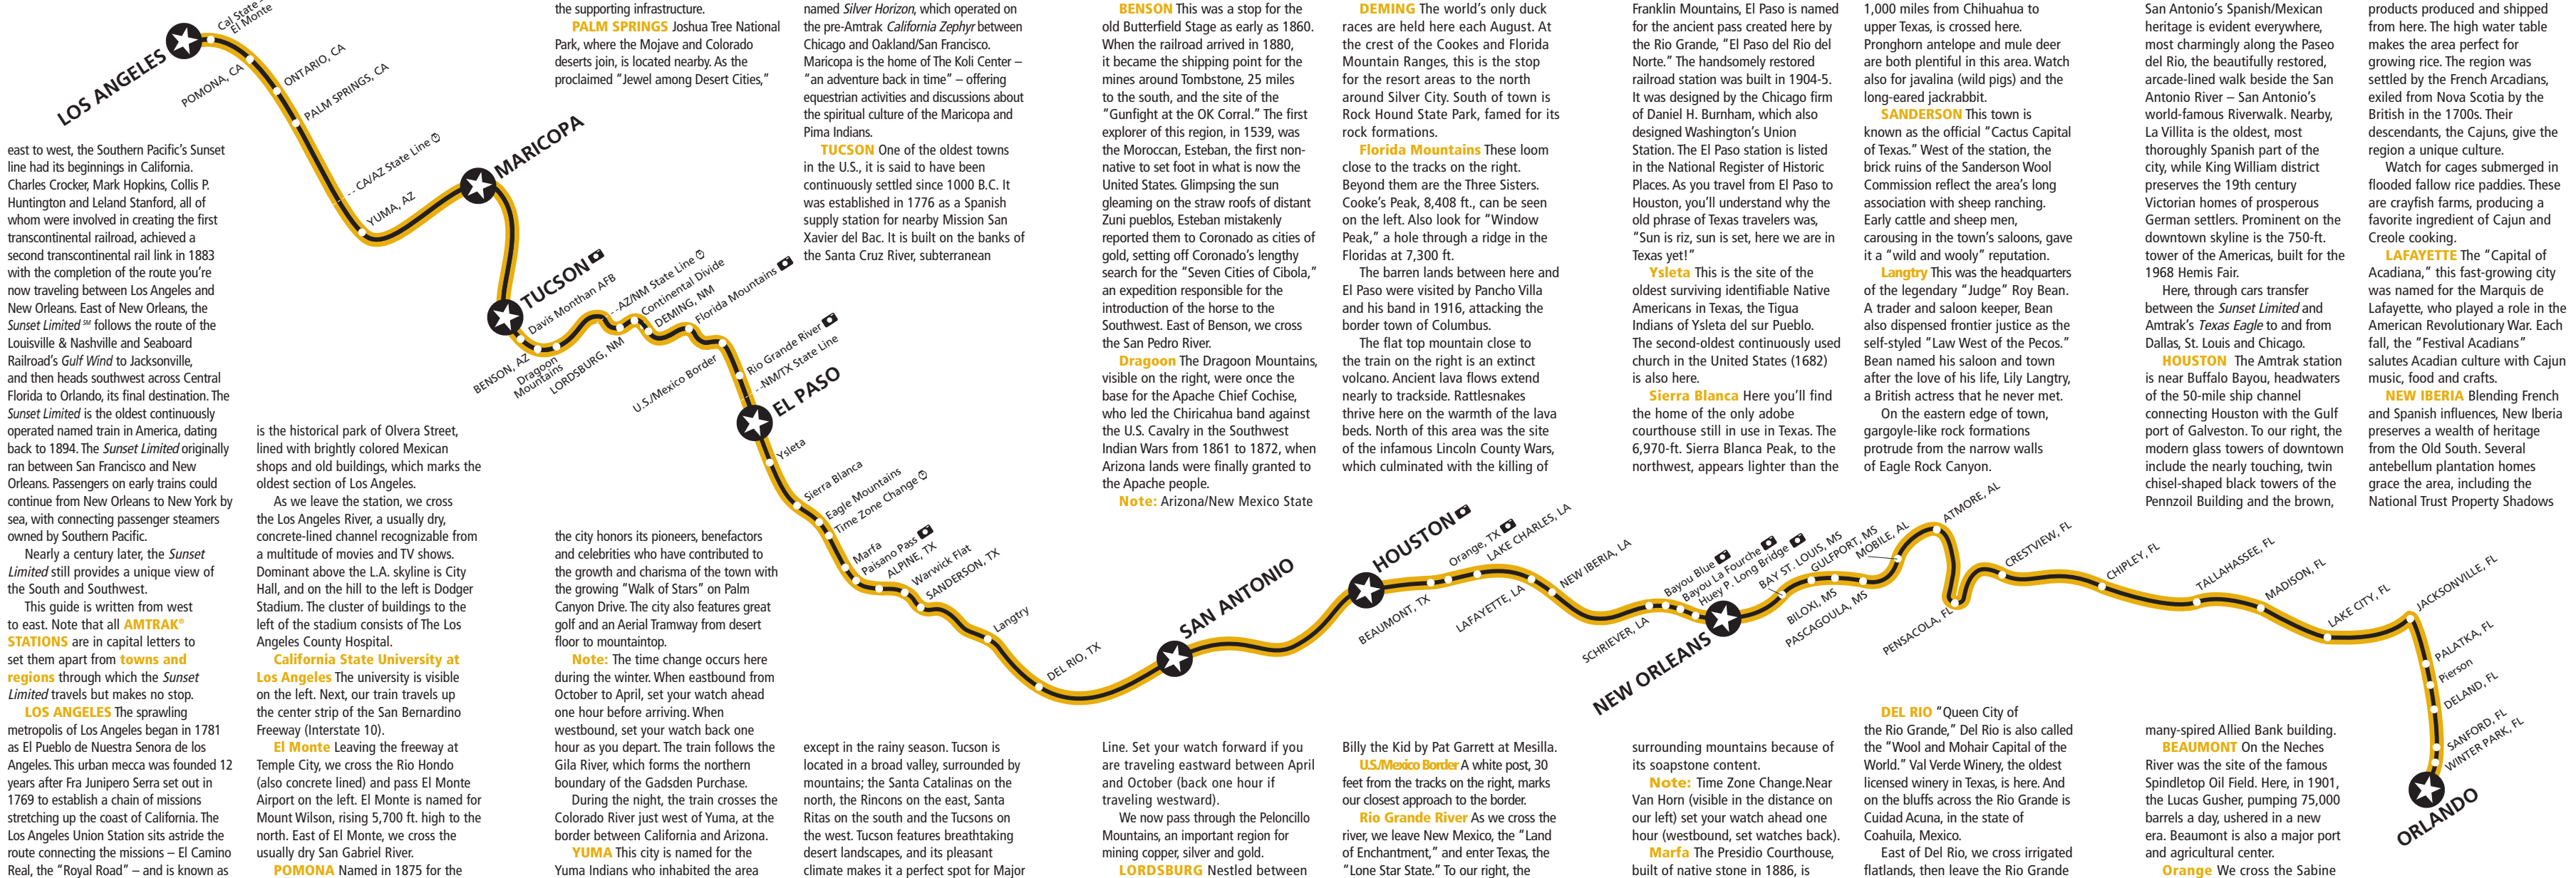 LOS ANGELES
Cal State –
El Monte
POMONA, CA
ONTARIO, CA
PALM SPRINGS, CA
- - CA/AZ State Line
YUMA, AZ
MARICOPA
TUCSON
Davis Monthan AFB
BENSON, AZ
Dragoon
Mountains
LORDSBURG, NM
--AZ/NM State Line
Continental Divide
DEMING, NM
Florida Mountains
U.S./Mexico Border
Rio Grande River
--NM/TX State Line
EL PASO
Ysleta
Sierra Blanca
Eagle Mountains
Time Zone Change
Marfa
Paisano Pass
ALPINE, TX
Warwick Flat
SANDERSON, TX
Langtry
DEL RIO, TX
SAN ANTONIO
HOUSTON
BEAUMONT, TX
Orange, TX
LAKE CHARLES, LA
LAFAYETTE, LA
NEW IBERIA, LA
SCHRIEVER, LA
Bayou Blue
Bayou La Fourche
Huey P. Long Bridge
NEW ORLEANS
BAY ST. LOUIS, MS
GULFPORT, MS
BILOXI, MS
PASCAGOULA, MS
MOBILE, AL
ATMORE, AL
PENSACOLA, FL
CRESTVIEW, FL
CHIPLEY, FL
TALLAHASSEE, FL
MADISON, FL
LAKE CITY, FL
JACKSONVILLE, FL
PALATKA, FL
Pierson
DELAND, FL
SANFORD, FL
WINTER PARK, FL
ORLANDO
east to west, the Southern Pacific's Sunset
line had its beginnings in California.
Charles Crocker, Mark Hopkins, Collis P.
Huntington and Leland Stanford, all of
whom were involved in creating the first
transcontinental railroad, achieved a
second transcontinental rail link in 1883
with the completion of the route you're
now traveling between Los Angeles and
New Orleans. East of New Orleans, the
Sunset Limited℠ follows the route of the
Louisville & Nashville and Seaboard
Railroad's Gulf Wind to Jacksonville,
and then heads southwest across Central
Florida to Orlando, its final destination. The
Sunset Limited is the oldest continuously
operated named train in America, dating
back to 1894. The Sunset Limited originally
ran between San Francisco and New
Orleans. Passengers on early trains could
continue from New Orleans to New York by
sea, with connecting passenger steamers
owned by Southern Pacific.
Nearly a century later, the Sunset
Limited still provides a unique view of
the South and Southwest.
This guide is written from west
to east. Note that all AMTRAK®
STATIONS are in capital letters to
set them apart from towns and
regions through which the Sunset
Limited travels but makes no stop.
LOS ANGELES The sprawling
metropolis of Los Angeles began in 1781
as El Pueblo de Nuestra Senora de los
Angeles. This urban mecca was founded 12
years after Fra Junipero Serra set out in
1769 to establish a chain of missions
stretching up the coast of California. The
Los Angeles Union Station sits astride the
route connecting the missions – El Camino
Real, the "Royal Road" – and is known as
is the historical park of Olvera Street,
lined with brightly colored Mexican
shops and old buildings, which marks the
oldest section of Los Angeles.
As we leave the station, we cross
the Los Angeles River, a usually dry,
concrete-lined channel recognizable from
a multitude of movies and TV shows.
Dominant above the L.A. skyline is City
Hall, and on the hill to the left is Dodger
Stadium. The cluster of buildings to the
left of the stadium consists of The Los
Angeles County Hospital.
California State University at
Los Angeles The university is visible
on the left. Next, our train travels up
the center strip of the San Bernardino
Freeway (Interstate 10).
El Monte Leaving the freeway at
Temple City, we cross the Rio Hondo
(also concrete lined) and pass El Monte
Airport on the left. El Monte is named for
Mount Wilson, rising 5,700 ft. high to the
north. East of El Monte, we cross the
usually dry San Gabriel River.
POMONA Named in 1875 for the
the supporting infrastructure.
PALM SPRINGS Joshua Tree National
Park, where the Mojave and Colorado
deserts join, is located nearby. As the
proclaimed "Jewel among Desert Cities,"
the city honors its pioneers, benefactors
and celebrities who have contributed to
the growth and charisma of the town with
the growing "Walk of Stars" on Palm
Canyon Drive. The city also features great
golf and an Aerial Tramway from desert
floor to mountaintop.
Note: The time change occurs here
during the winter. When eastbound from
October to April, set your watch ahead
one hour before arriving. When
westbound, set your watch back one
hour as you depart. The train follows the
Gila River, which forms the northern
boundary of the Gadsden Purchase.
During the night, the train crosses the
Colorado River just west of Yuma, at the
border between California and Arizona.
YUMA This city is named for the
Yuma Indians who inhabited the area
named Silver Horizon, which operated on
the pre-Amtrak California Zephyr between
Chicago and Oakland/San Francisco.
Maricopa is the home of The Koli Center –
"an adventure back in time" – offering
equestrian activities and discussions about
the spiritual culture of the Maricopa and
Pima Indians.
TUCSON One of the oldest towns
in the U.S., it is said to have been
continuously settled since 1000 B.C. It
was established in 1776 as a Spanish
supply station for nearby Mission San
Xavier del Bac. It is built on the banks of
the Santa Cruz River, subterranean
except in the rainy season. Tucson is
located in a broad valley, surrounded by
mountains; the Santa Catalinas on the
north, the Rincons on the east, Santa
Ritas on the south and the Tucsons on
the west. Tucson features breathtaking
desert landscapes, and its pleasant
climate makes it a perfect spot for Major
BENSON This was a stop for the
old Butterfield Stage as early as 1860.
When the railroad arrived in 1880,
it became the shipping point for the
mines around Tombstone, 25 miles
to the south, and the site of the
"Gunfight at the OK Corral." The first
explorer of this region, in 1539, was
the Moroccan, Esteban, the first non-
native to set foot in what is now the
United States. Glimpsing the sun
gleaming on the straw roofs of distant
Zuni pueblos, Esteban mistakenly
reported them to Coronado as cities of
gold, setting off Coronado's lengthy
search for the "Seven Cities of Cibola,"
an expedition responsible for the
introduction of the horse to the
Southwest. East of Benson, we cross
the San Pedro River.
Dragoon The Dragoon Mountains,
visible on the right, were once the
base for the Apache Chief Cochise,
who led the Chiricahua band against
the U.S. Cavalry in the Southwest
Indian Wars from 1861 to 1872, when
Arizona lands were finally granted to
the Apache people.
Note: Arizona/New Mexico State
Line. Set your watch forward if you
are traveling eastward between April
and October (back one hour if
traveling westward).
We now pass through the Peloncillo
Mountains, an important region for
mining copper, silver and gold.
LORDSBURG Nestled between
DEMING The world's only duck
races are held here each August. At
the crest of the Cookes and Florida
Mountain Ranges, this is the stop
for the resort areas to the north
around Silver City. South of town is
Rock Hound State Park, famed for its
rock formations.
Florida Mountains These loom
close to the tracks on the right.
Beyond them are the Three Sisters.
Cooke's Peak, 8,408 ft., can be seen
on the left. Also look for "Window
Peak," a hole through a ridge in the
Floridas at 7,300 ft.
The barren lands between here and
El Paso were visited by Pancho Villa
and his band in 1916, attacking the
border town of Columbus.
The flat top mountain close to
the train on the right is an extinct
volcano. Ancient lava flows extend
nearly to trackside. Rattlesnakes
thrive here on the warmth of the lava
beds. North of this area was the site
of the infamous Lincoln County Wars,
which culminated with the killing of
Billy the Kid by Pat Garrett at Mesilla.
U.S./Mexico Border A white post, 30
feet from the tracks on the right, marks
our closest approach to the border.
Rio Grande River As we cross the
river, we leave New Mexico, the "Land
of Enchantment," and enter Texas, the
"Lone Star State." To our right, the
Franklin Mountains, El Paso is named
for the ancient pass created here by
the Rio Grande, "El Paso del Rio del
Norte." The handsomely restored
railroad station was built in 1904-5.
It was designed by the Chicago firm
of Daniel H. Burnham, which also
designed Washington's Union
Station. The El Paso station is listed
in the National Register of Historic
Places. As you travel from El Paso to
Houston, you'll understand why the
old phrase of Texas travelers was,
"Sun is riz, sun is set, here we are in
Texas yet!"
Ysleta This is the site of the
oldest surviving identifiable Native
Americans in Texas, the Tigua
Indians of Ysleta del sur Pueblo.
The second-oldest continuously used
church in the United States (1682)
is also here.
Sierra Blanca Here you'll find
the home of the only adobe
courthouse still in use in Texas. The
6,970-ft. Sierra Blanca Peak, to the
northwest, appears lighter than the
surrounding mountains because of
its soapstone content.
Note: Time Zone Change.Near
Van Horn (visible in the distance on
our left) set your watch ahead one
hour (westbound, set watches back).
Marfa The Presidio Courthouse,
built of native stone in 1886, is
1,000 miles from Chihuahua to
upper Texas, is crossed here.
Pronghorn antelope and mule deer
are both plentiful in this area. Watch
also for javalina (wild pigs) and the
long-eared jackrabbit.
SANDERSON This town is
known as the official "Cactus Capital
of Texas." West of the station, the
brick ruins of the Sanderson Wool
Commission reflect the area's long
association with sheep ranching.
Early cattle and sheep men,
carousing in the town's saloons, gave
it a "wild and wooly" reputation.
Langtry This was the headquarters
of the legendary "Judge" Roy Bean.
A trader and saloon keeper, Bean
also dispensed frontier justice as the
self-styled "Law West of the Pecos."
Bean named his saloon and town
after the love of his life, Lily Langtry,
a British actress that he never met.
On the eastern edge of town,
gargoyle-like rock formations
protrude from the narrow walls
of Eagle Rock Canyon.
DEL RIO "Queen City of
the Rio Grande," Del Rio is also called
the "Wool and Mohair Capital of the
World." Val Verde Winery, the oldest
licensed winery in Texas, is here. And
on the bluffs across the Rio Grande is
Cuidad Acuna, in the state of
Coahuila, Mexico.
East of Del Rio, we cross irrigated
flatlands, then leave the Rio Grande
San Antonio's Spanish/Mexican
heritage is evident everywhere,
most charmingly along the Paseo
del Rio, the beautifully restored,
arcade-lined walk beside the San
Antonio River – San Antonio's
world-famous Riverwalk. Nearby,
La Villita is the oldest, most
thoroughly Spanish part of the
city, while King William district
preserves the 19th century
Victorian homes of prosperous
German settlers. Prominent on the
downtown skyline is the 750-ft.
tower of the Americas, built for the
1968 Hemis Fair.
Here, through cars transfer
between the Sunset Limited and
Amtrak's Texas Eagle to and from
Dallas, St. Louis and Chicago.
HOUSTON The Amtrak station
is near Buffalo Bayou, headwaters
of the 50-mile ship channel
connecting Houston with the Gulf
port of Galveston. To our right, the
modern glass towers of downtown
include the nearly touching, twin
chisel-shaped black towers of the
Pennzoil Building and the brown,
many-spired Allied Bank building.
BEAUMONT On the Neches
River was the site of the famous
Spindletop Oil Field. Here, in 1901,
the Lucas Gusher, pumping 75,000
barrels a day, ushered in a new
era. Beaumont is also a major port
and agricultural center.
Orange We cross the Sabine
products produced and shipped
from here. The high water table
makes the area perfect for
growing rice. The region was
settled by the French Arcadians,
exiled from Nova Scotia by the
British in the 1700s. Their
descendants, the Cajuns, give the
region a unique culture.
Watch for cages submerged in
flooded fallow rice paddies. These
are crayfish farms, producing a
favorite ingredient of Cajun and
Creole cooking.
LAFAYETTE The "Capital of
Acadiana," this fast-growing city
was named for the Marquis de
Lafayette, who played a role in the
American Revolutionary War. Each
fall, the "Festival Acadians"
salutes Acadian culture with Cajun
music, food and crafts.
NEW IBERIA Blending French
and Spanish influences, New Iberia
preserves a wealth of heritage
from the Old South. Several
antebellum plantation homes
grace the area, including the
National Trust Property Shadows